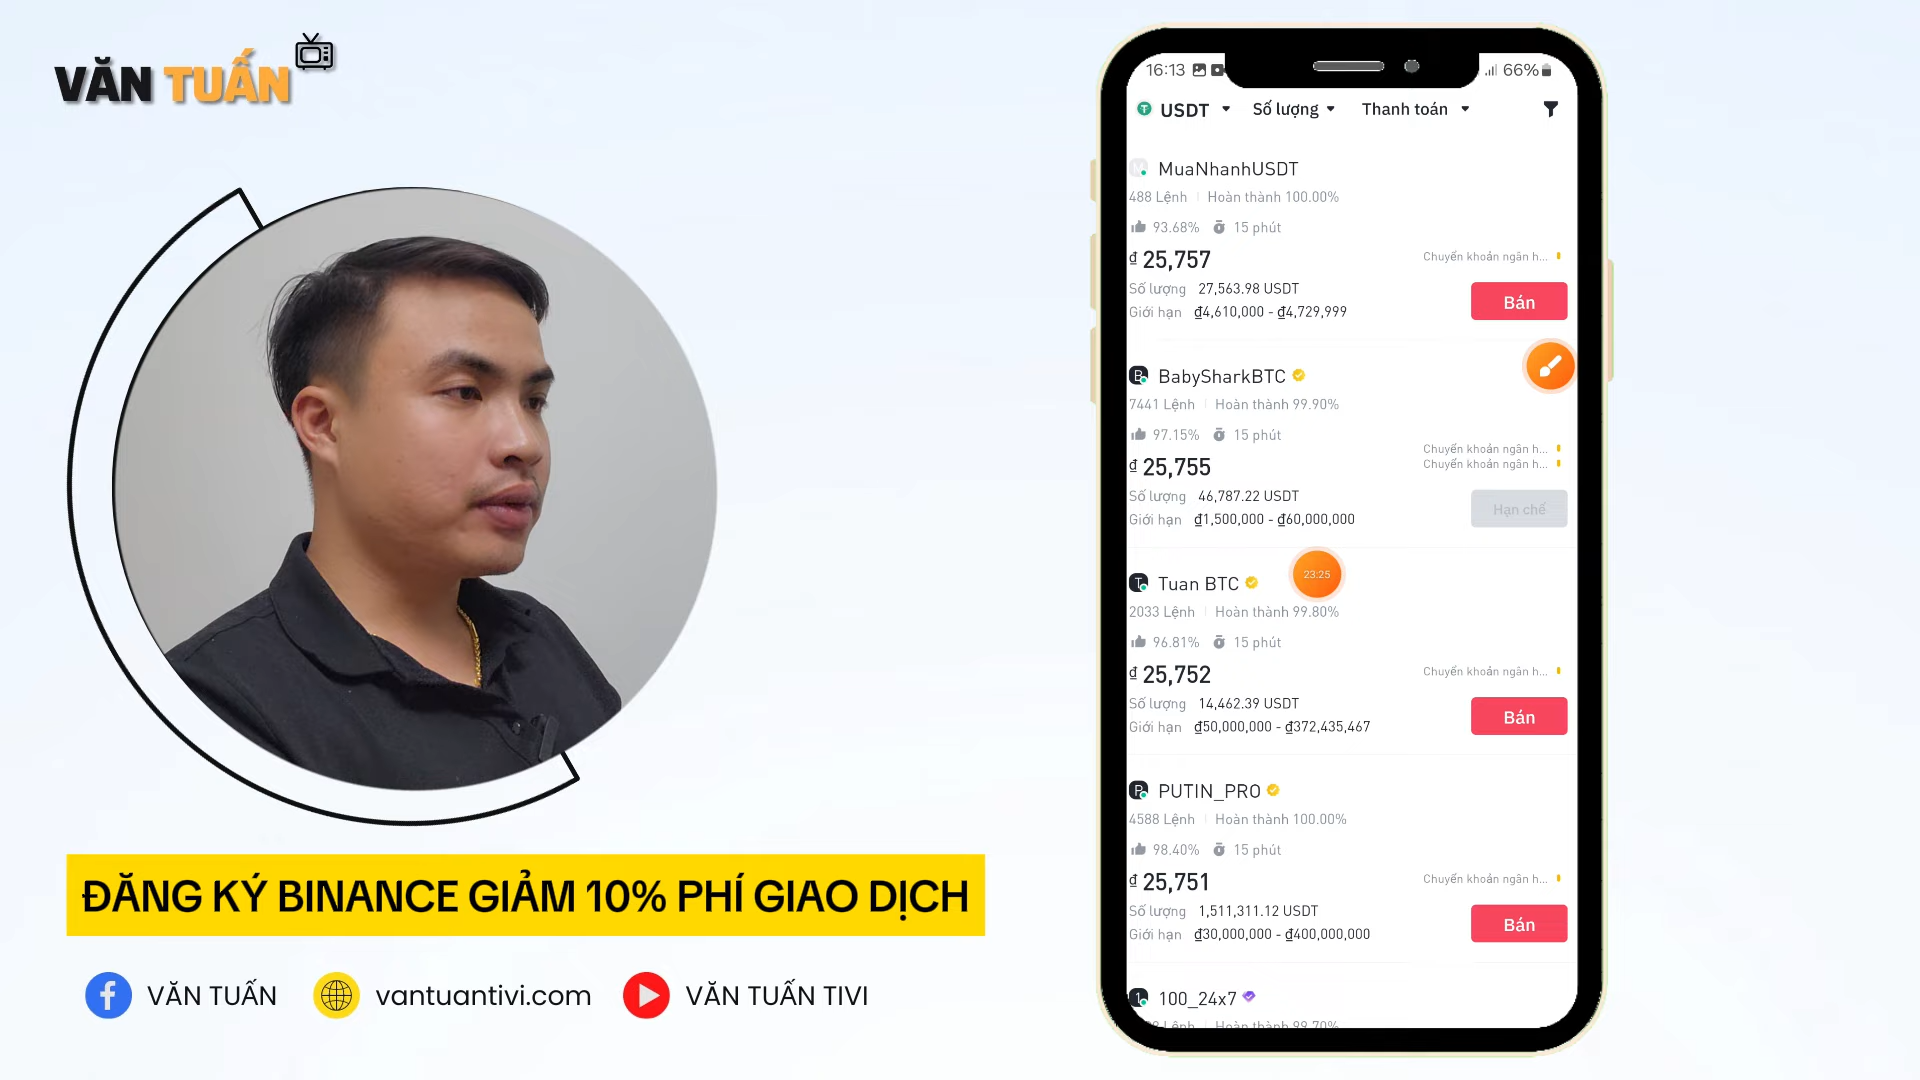 VĂN TUẤN
ĐĂNG KÝ BINANCE GIẢM 10% PHÍ GIAO DỊCH
VĂN TUẤN
vantuantivi.com
VĂN TUẤN TIVI
16:13
66%
USDT Số lượng Thanh toán
MuaNhanhUSDT
488 Lệnh Hoàn thành 100.00%
93.68% 15 phút
₫ 25,757
Chuyển khoản ngân h...
Số lượng 27,563.98 USDT
Giới hạn ₫4,610,000 - ₫4,729,999
Bán
B BabySharkBTC
7441 Lệnh Hoàn thành 99.90%
97.15% 15 phút
Chuyển khoản ngân h...
Chuyển khoản ngân h...
₫ 25,755
Số lượng 46,787.22 USDT
Giới hạn ₫1,500,000 - ₫60,000,000
Hạn chế
23:25
T Tuan BTC
2033 Lệnh Hoàn thành 99.80%
96.81% 15 phút
₫ 25,752
Chuyển khoản ngân h...
Số lượng 14,462.39 USDT
Giới hạn ₫50,000,000 - ₫372,435,467
Bán
P PUTIN_PRO
4588 Lệnh Hoàn thành 100.00%
98.40% 15 phút
₫ 25,751
Chuyển khoản ngân h...
Số lượng 1,511,311.12 USDT
Giới hạn ₫30,000,000 - ₫400,000,000
Bán
1 100_24x7
Lệnh Hoàn thành 99.70%